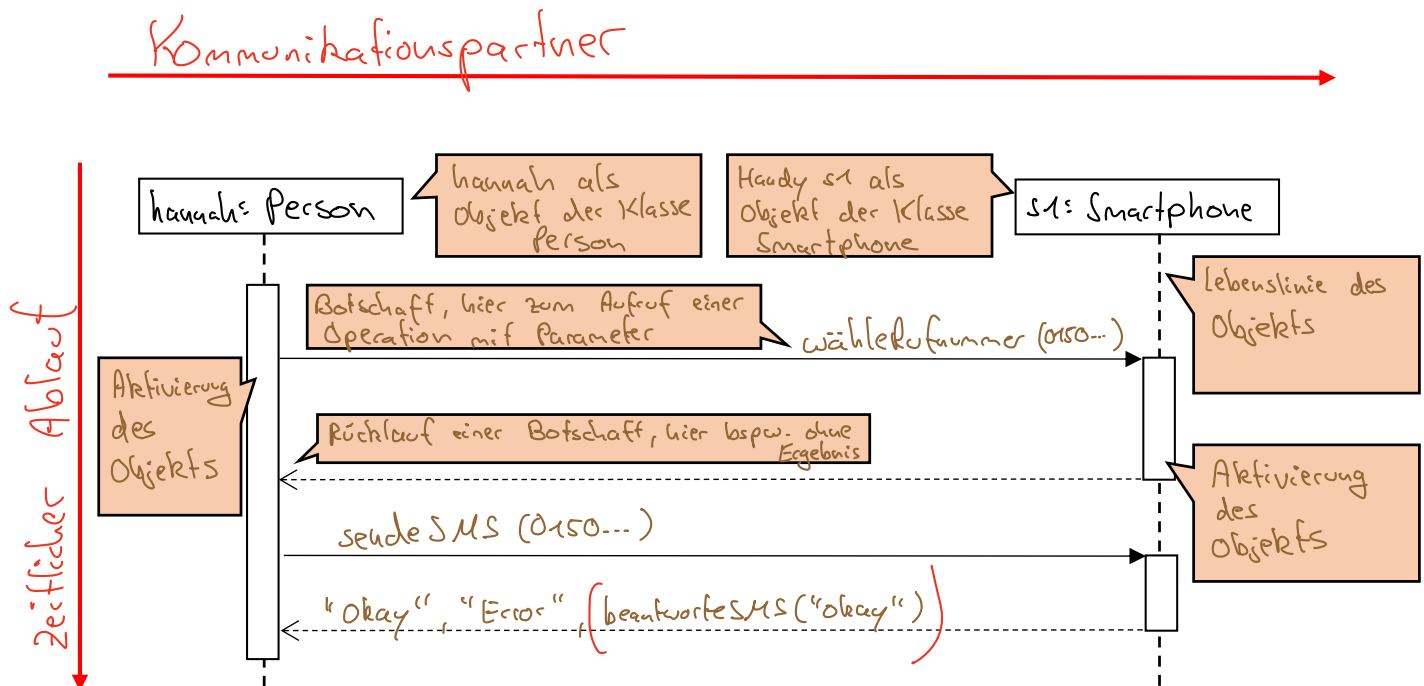 Kommunikationspartner
hannah: Person
hannah als
Objekt der Klasse
Person
Handy s1 als
Objekt der Klasse
Smartphone
s1: Smartphone
Lebenslinie des
Objekts
Botschaft, hier zum Aufruf einer
Operation mit Parameter
wähleRufnummer (0150...)
zeitlicher Ablauf
Aktivierung
des
Objekts
Rücklauf einer Botschaft, hier bspw. ohne
Ergebnis
Aktivierung
des
Objekts
sendeSMS (0150...)
"Okay", "Error", (beantworteSMS("okay"))